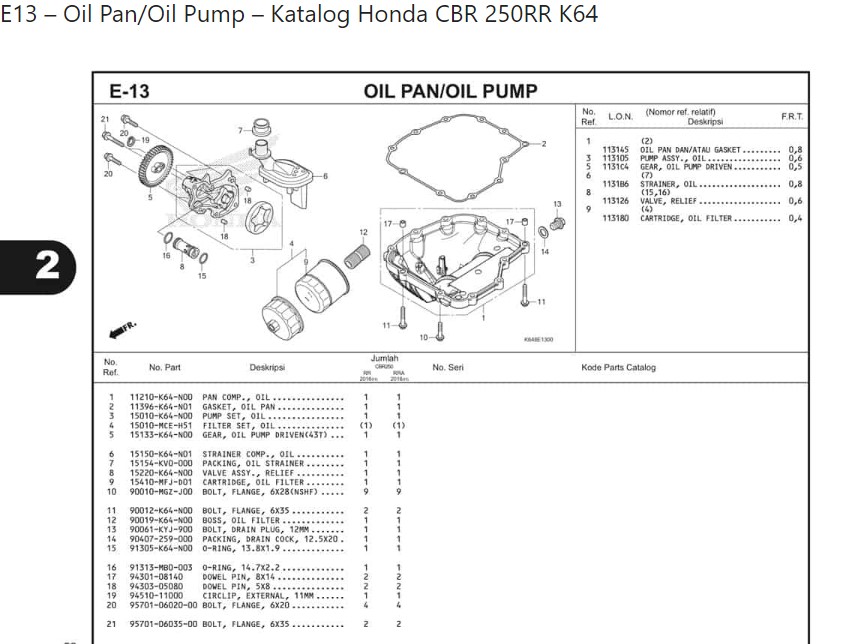 E13 – Oil Pan/Oil Pump – Katalog Honda CBR 250RR K64
E-13
OIL PAN/OIL PUMP
21
20
19
20
5
7
6
18
18
3
16
8
15
4
9
12
2
17
17
13
14
11
11
10
1
FR.
K64BE1300
2
No. Ref. L.O.N. (Nomor ref. relatif) Deskripsi F.R.T.
1 (2)
113145 OIL PAN DAN/ATAU GASKET......... 0,8
3 113105 PUMP ASSY., OIL................. 0,6
5 1131C4 GEAR, OIL PUMP DRIVEN........... 0,5
6 (7)
1131B6 STRAINER, OIL................... 0,8
8 (15,16)
113126 VALVE, RELIEF................... 0,6
9 (4)
113180 CARTRIDGE, OIL FILTER........... 0,4
No. Ref. No. Part Deskripsi Jumlah No. Seri Kode Parts Catalog
CBR250
RR RRA
1 11210-K64-N00 PAN COMP., OIL............... 1 1
2 11396-K64-N01 GASKET, OIL PAN.............. 1 1
3 15010-K64-N00 PUMP SET, OIL................ 1 1
4 15010-MCE-H51 FILTER SET, OIL.............. (1) (1)
5 15133-K64-N00 GEAR, OIL PUMP DRIVEN(43T)... 1 1
6 15150-K64-N01 STRAINER COMP., OIL.......... 1 1
7 15154-KV0-000 PACKING, OIL STRAINER........ 1 1
8 15220-K64-N00 VALVE ASSY., RELIEF.......... 1 1
9 15410-MFJ-D01 CARTRIDGE, OIL FILTER........ 1 1
10 90010-MGZ-J00 BOLT, FLANGE, 6X28(NSHF)..... 9 9
11 90012-K64-N00 BOLT, FLANGE, 6X35........... 2 2
12 90019-K64-N00 BOSS, OIL FILTER............. 1 1
13 90061-KYJ-900 BOLT, DRAIN PLUG, 12MM....... 1 1
14 90407-259-000 PACKING, DRAIN COCK, 12.5X20. 1 1
15 91305-K64-N00 O-RING, 13.8X1.9............. 1 1
16 91313-MB0-003 O-RING, 14.7X2.2............. 1 1
17 94301-08140 DOWEL PIN, 8X14.............. 2 2
18 94303-05080 DOWEL PIN, 5X8............... 2 2
19 94510-11000 CIRCLIP, EXTERNAL, 11MM...... 1 1
20 95701-06020-00 BOLT, FLANGE, 6X20........... 4 4
21 95701-06035-00 BOLT, FLANGE, 6X35........... 2 2